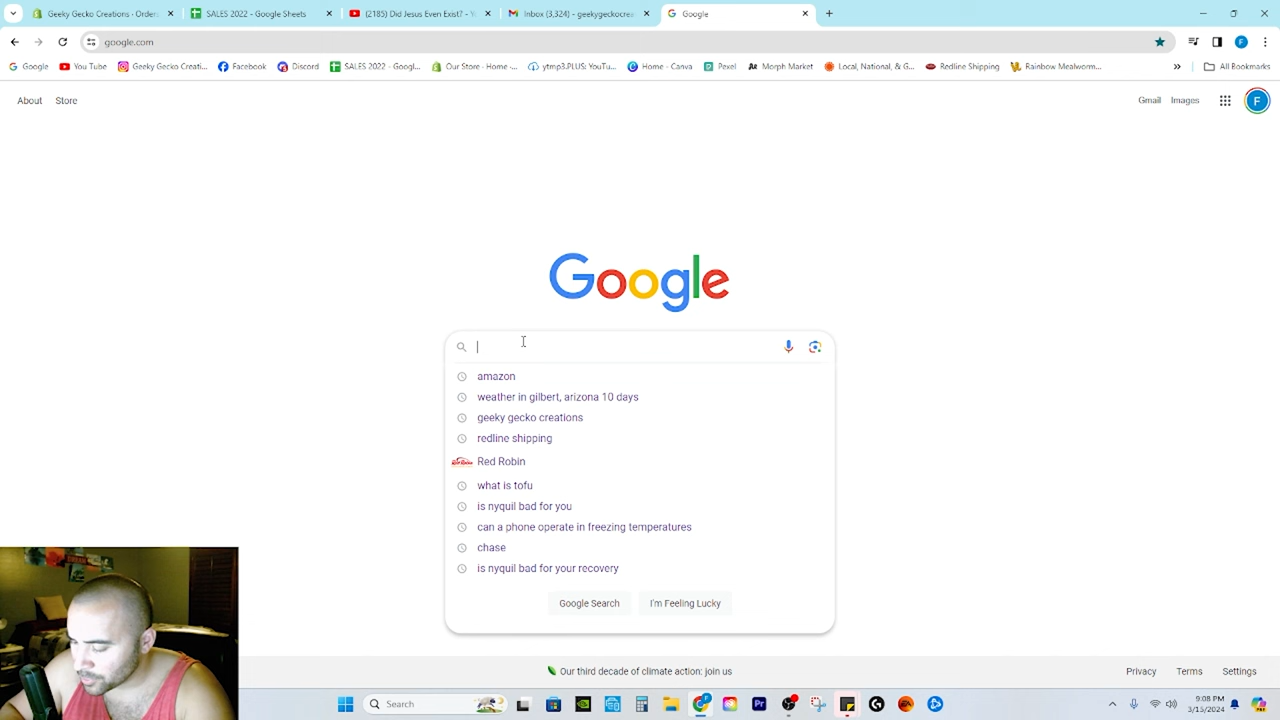 Geeky Gecko Creations · Orders
SALES 2022 - Google Sheets
(2185) Did Jesus Even Exist? - Y
Inbox (3,324) - geekygeckocrea
Google
google.com
Google
You Tube
Geeky Gecko Creati...
Facebook
Discord
SALES 2022 - Googl...
Our Store - Home -...
ytmp3.PLUS: YouTu...
Home - Canva
Pexel
Morph Market
Local, National, & G...
Redline Shipping
Rainbow Mealworm...
»
All Bookmarks
About
Store
Gmail
Images
F
Google
amazon
weather in gilbert, arizona 10 days
geeky gecko creations
redline shipping
Red Robin
what is tofu
is nyquil bad for you
can a phone operate in freezing temperatures
chase
is nyquil bad for your recovery
Google Search
I'm Feeling Lucky
Our third decade of climate action: join us
Privacy
Terms
Settings
Search
Pr
9:08 PM
3/15/2024